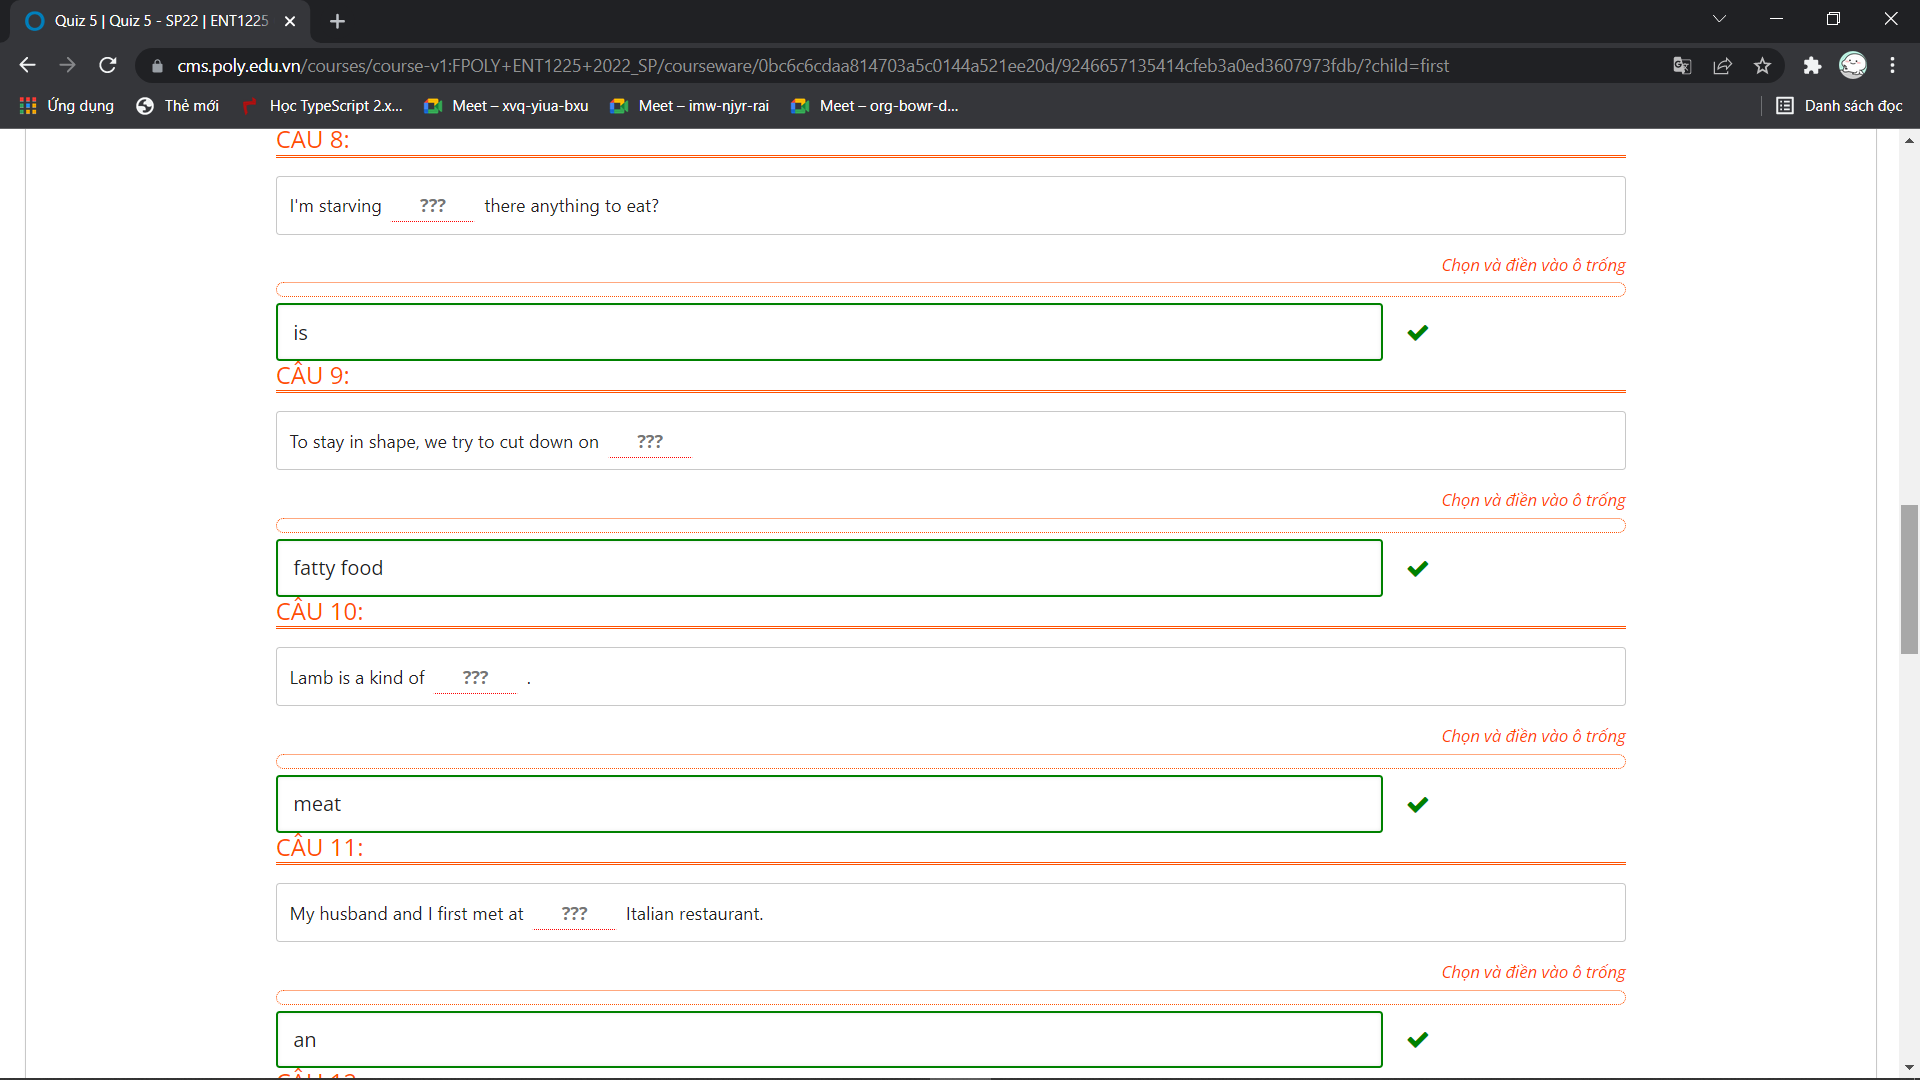 Quiz 5 | Quiz 5 - SP22 | ENT1225
cms.poly.edu.vn/courses/course-v1:FPOLY+ENT1225+2022_SP/courseware/0bc6c6cdaa814703a5c0144a521ee20d/9246657135414cfeb3a0ed3607973fdb/?child=first
Ứng dụng Thẻ mới Học TypeScript 2.x... Meet – xvq-yiua-bxu Meet – imw-njyr-rai Meet – org-bowr-d... Danh sách đọc
CÂU 8:
I'm starving ??? there anything to eat?
Chọn và điền vào ô trống
is
CÂU 9:
To stay in shape, we try to cut down on ???
Chọn và điền vào ô trống
fatty food
CÂU 10:
Lamb is a kind of ??? .
Chọn và điền vào ô trống
meat
CÂU 11:
My husband and I first met at ??? Italian restaurant.
Chọn và điền vào ô trống
an